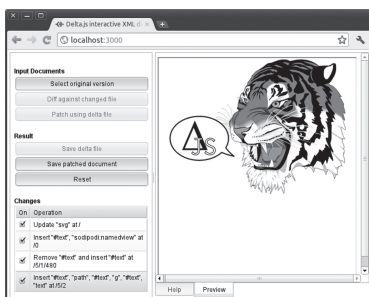 Delta.js interactive XML di
localhost:3000
Input Documents
Select original version
Diff against changed file
Patch using delta file
Result
Save delta file
Save patched document
Reset
Changes
On Operation
Update "svg" at /
Insert "#text", "sodipodi:namedview" at
/0
Remove "#text" and insert "#text" at
/5/1/480
Insert "#text", "path", "#text", "g", "#text",
"text" at /5/2
ΔJS
Help Preview